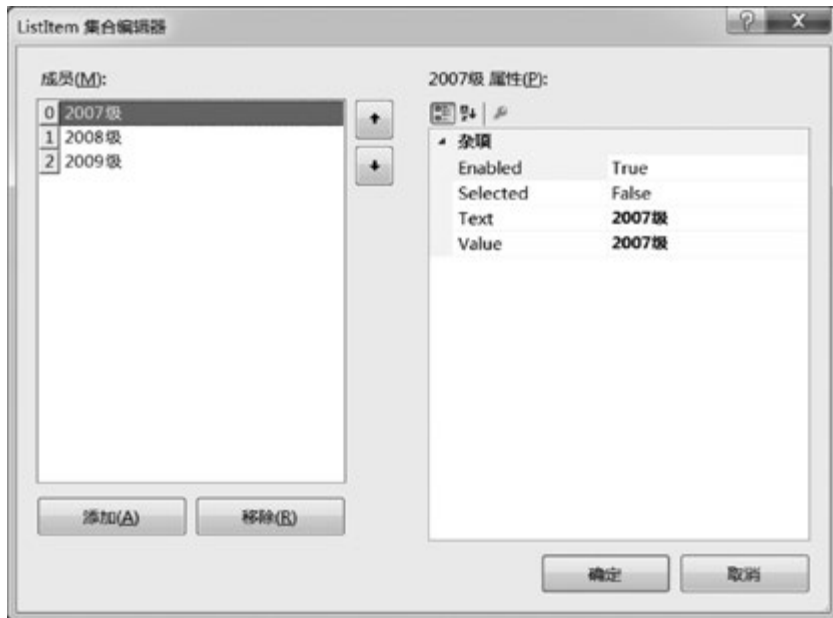 ListItem 集合编辑器
成员(M):
0 2007级
1 2008级
2 2009级
添加(A)
移除(R)
2007级 属性(P):
杂项
Enabled True
Selected False
Text 2007级
Value 2007级
确定
取消